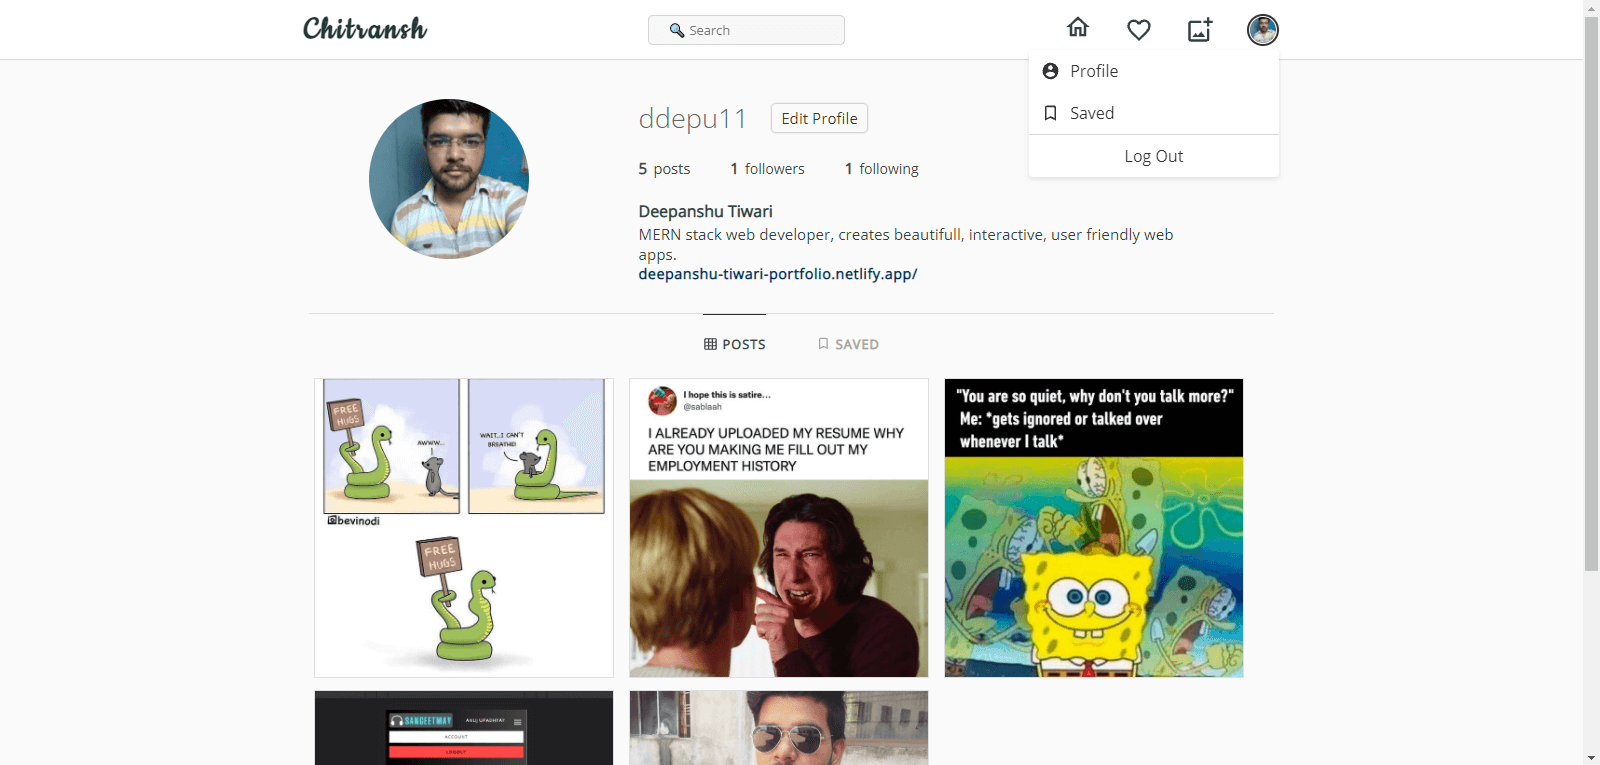 Chitransh
Search
Profile
Saved
Log Out
ddepu11
Edit Profile
5 posts
1 followers
1 following
Deepanshu Tiwari
MERN stack web developer, creates beautifull, interactive, user friendly web
apps.
deepanshu-tiwari-portfolio.netlify.app/
POSTS
SAVED
FREE
HUGS
AWWW...
WAIT...I CAN'T
BREATHE!
@bevinodi
FREE
HUGS
I hope this is satire...
@sablaah
I ALREADY UPLOADED MY RESUME WHY
ARE YOU MAKING ME FILL OUT MY
EMPLOYMENT HISTORY
"You are so quiet, why don't you talk more?"
Me: *gets ignored or talked over
whenever I talk*
SANGEETMAY
ANUJ UPADHYAY
ACCOUNT